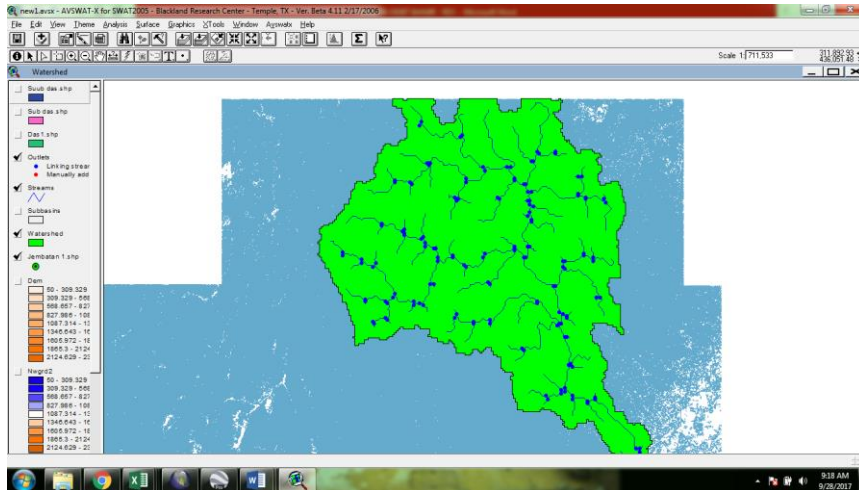 new1.avsx - AVSWAT-X for SWAT2005 - Blackland Research Center - Temple, TX - Ver. Beta 4.11 2/17/2006
File Edit View Theme Analysis Surface Graphics XTools Window Avswatx Help
Scale 1: 711,533
311,892.93
436,051.48
Watershed
Suub das.shp
Sub das.shp
Das1.shp
Outlets
Linking strear
Manually add
Streams
Subbasins
Watershed
Jembatan 1.shp
Dem
50 - 309.329
309.329 - 568
568.657 - 827
827.986 - 108
1087.314 - 13
1346.643 - 16
1605.972 - 18
1865.3 - 2124
2124.629 - 23
Nwgrd2
50 - 309.329
309.329 - 568
568.657 - 827
827.986 - 108
1087.314 - 13
1346.643 - 16
1605.972 - 18
1865.3 - 2124
2124.629 - 23
9:18 AM
9/28/2017